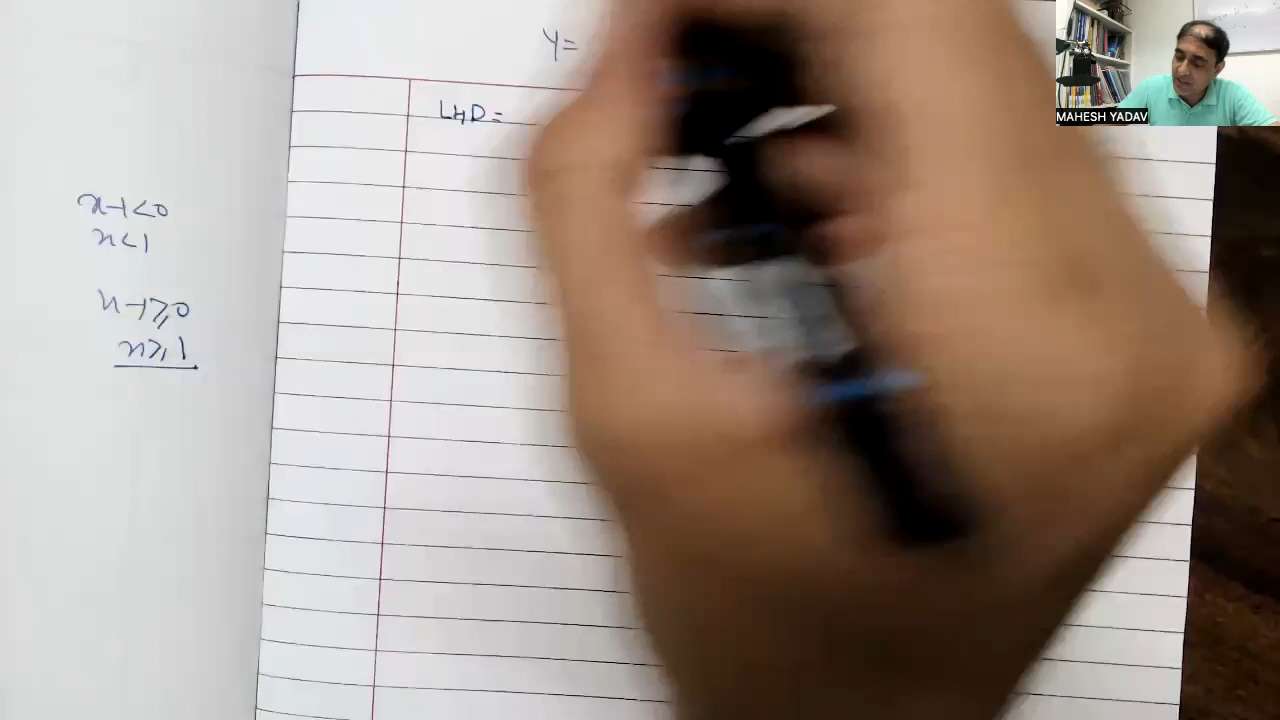 Y=
LHD=
x-1<0
x<1
x-1≥0
x≥1
MAHESH YADAV